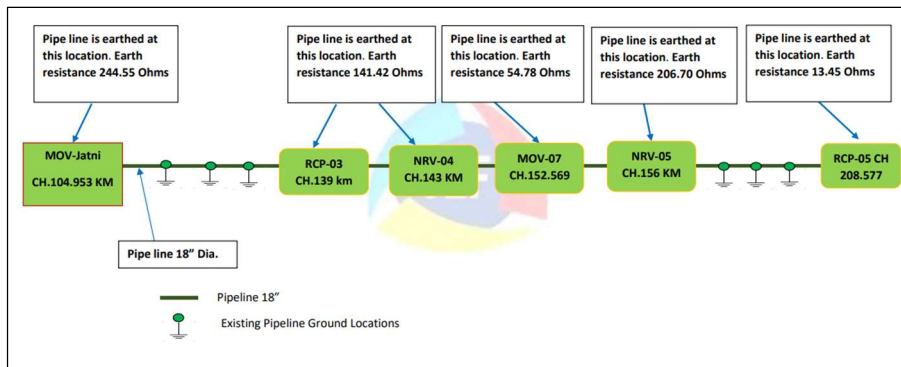 Pipe line is earthed at
this location. Earth
resistance 244.55 Ohms
Pipe line is earthed at
this location. Earth
resistance 141.42 Ohms
Pipe line is earthed at
this location. Earth
resistance 54.78 Ohms
Pipe line is earthed at
this location. Earth
resistance 206.70 Ohms
Pipe line is earthed at
this location. Earth
resistance 13.45 Ohms
MOV-Jatni
CH.104.953 KM
RCP-03
CH.139 km
NRV-04
CH.143 KM
MOV-07
CH.152.569
NRV-05
CH.156 KM
RCP-05 CH
208.577
Pipe line 18” Dia.
Pipeline 18”
Existing Pipeline Ground Locations